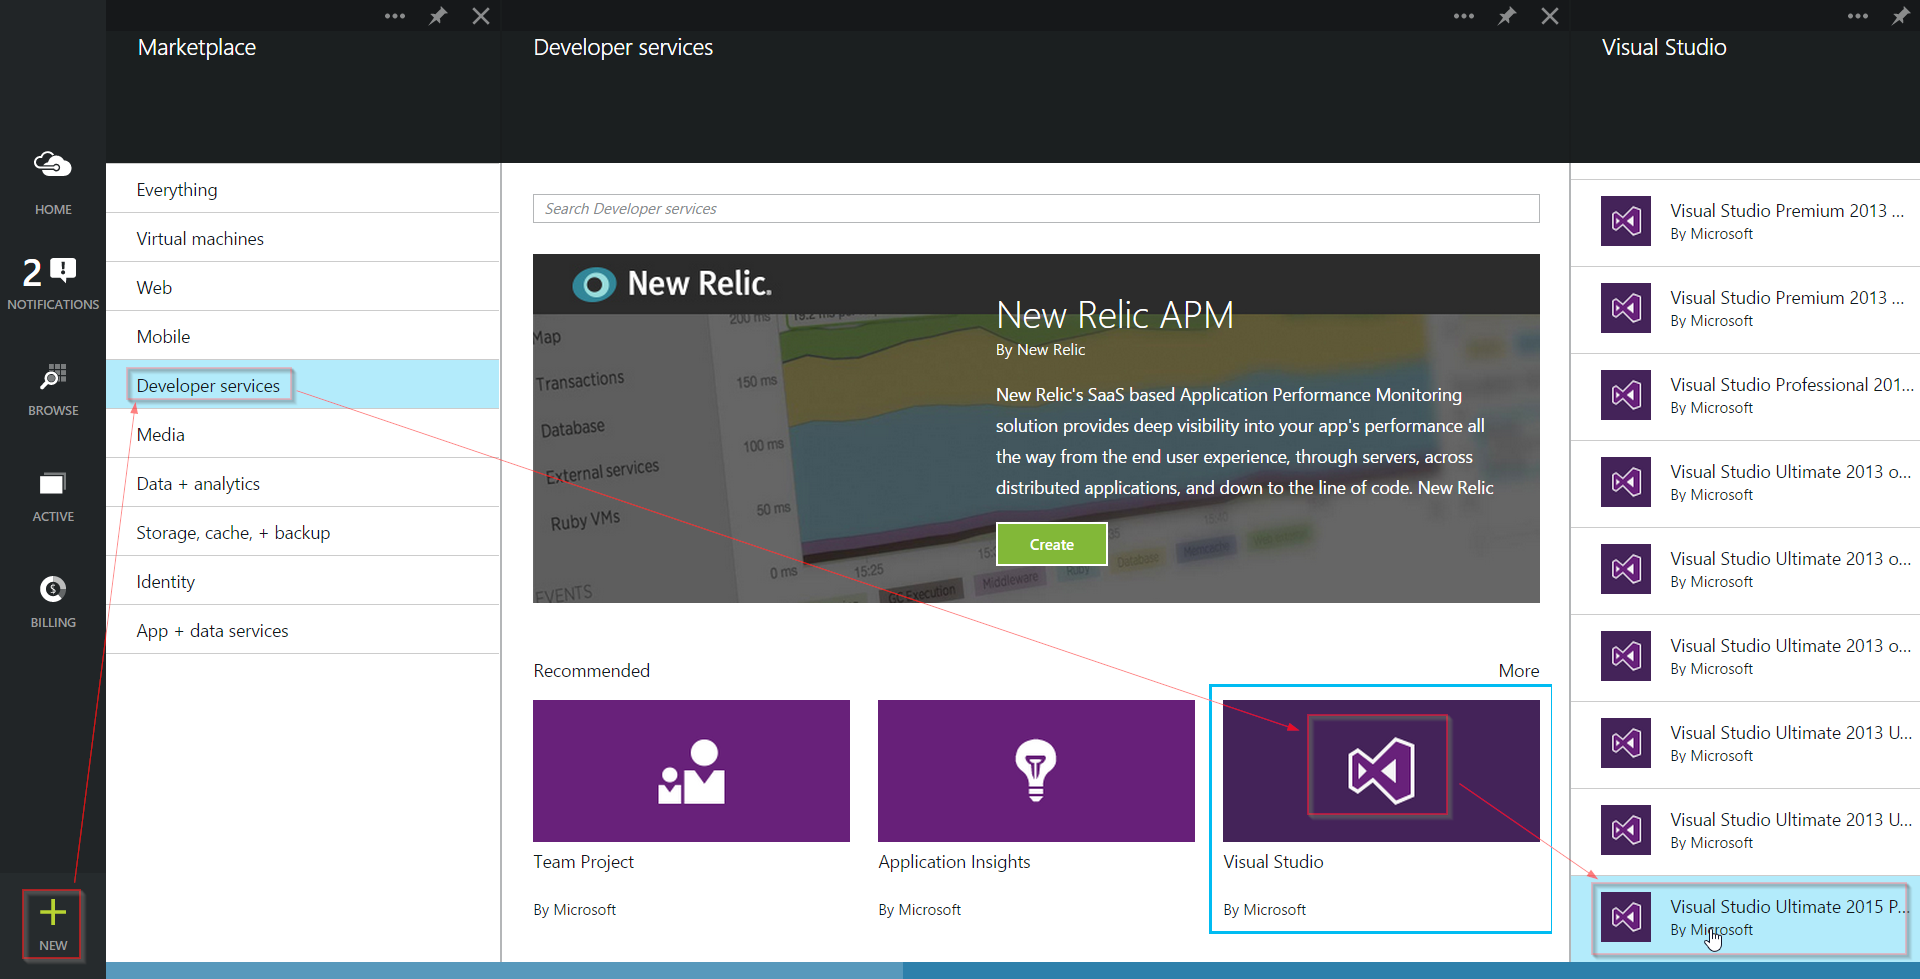 Marketplace
Developer services
Visual Studio
HOME
2
NOTIFICATIONS
BROWSE
ACTIVE
BILLING
NEW
Everything
Virtual machines
Web
Mobile
Developer services
Media
Data + analytics
Storage, cache, + backup
Identity
App + data services
Search Developer services
New Relic.
Map
Transactions
Database
External services
Ruby VMs
EVENTS
200 ms
150 ms
100 ms
50 ms
0 ms
15:25
15:40
GC Execution
Middleware
Ruby
Database
Memcache
New Relic APM
By New Relic
New Relic's SaaS based Application Performance Monitoring
solution provides deep visibility into your app's performance all
the way from the end user experience, through servers, across
distributed applications, and down to the line of code. New Relic
Create
Recommended
More
Team Project
By Microsoft
Application Insights
By Microsoft
Visual Studio
By Microsoft
Visual Studio Premium 2013 ...
By Microsoft
Visual Studio Premium 2013 ...
By Microsoft
Visual Studio Professional 201...
By Microsoft
Visual Studio Ultimate 2013 o...
By Microsoft
Visual Studio Ultimate 2013 o...
By Microsoft
Visual Studio Ultimate 2013 o...
By Microsoft
Visual Studio Ultimate 2013 U...
By Microsoft
Visual Studio Ultimate 2013 U...
By Microsoft
Visual Studio Ultimate 2015 P...
By Microsoft